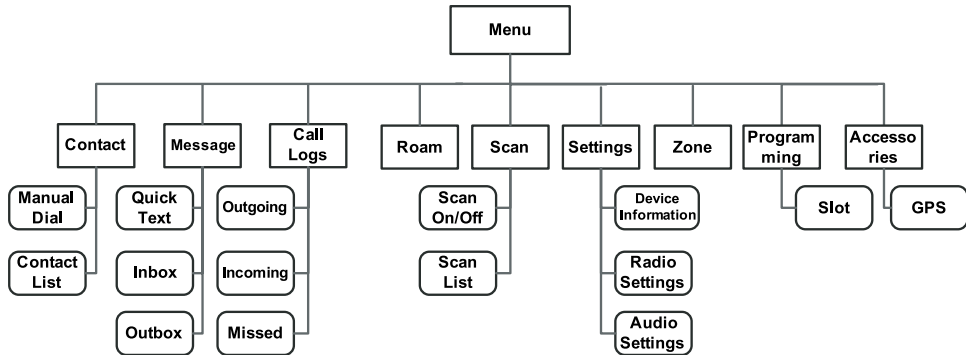 Menu
Contact
Message
Call
Logs
Roam
Scan
Settings
Zone
Program
ming
Accesso
ries
Manual
Dial
Quick
Text
Outgoing
Scan
On/Off
Device
Information
Slot
GPS
Contact
List
Inbox
Incoming
Scan
List
Radio
Settings
Outbox
Missed
Audio
Settings